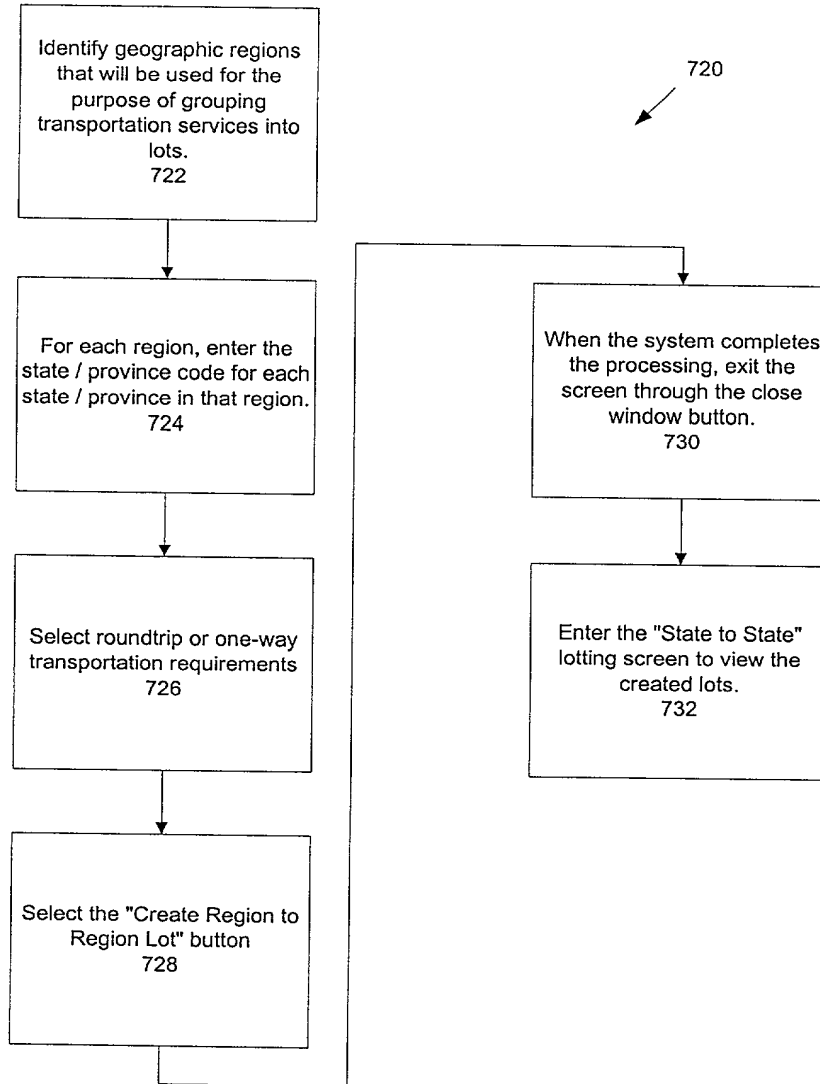 Identify geographic regions
that will be used for the
purpose of grouping
transportation services into
lots.
722
720
For each region, enter the
state / province code for each
state / province in that region.
724
Select roundtrip or one-way
transportation requirements
726
Select the "Create Region to
Region Lot" button
728
When the system completes
the processing, exit the
screen through the close
window button.
730
Enter the "State to State"
lotting screen to view the
created lots.
732